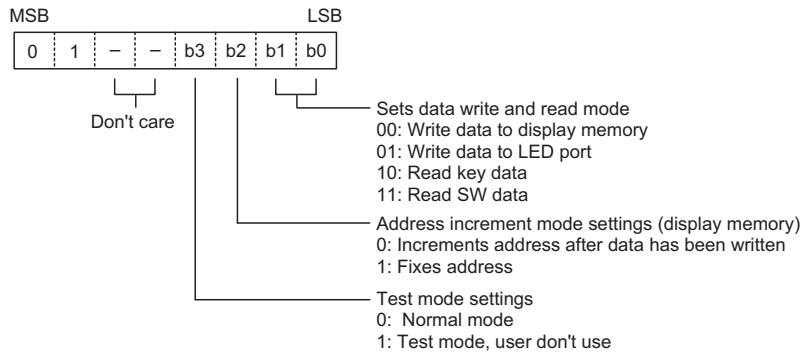 MSB LSB
0 1 – – b3 b2 b1 b0
Don't care
Sets data write and read mode
00: Write data to display memory
01: Write data to LED port
10: Read key data
11: Read SW data
Address increment mode settings (display memory)
0: Increments address after data has been written
1: Fixes address
Test mode settings
0: Normal mode
1: Test mode, user don't use